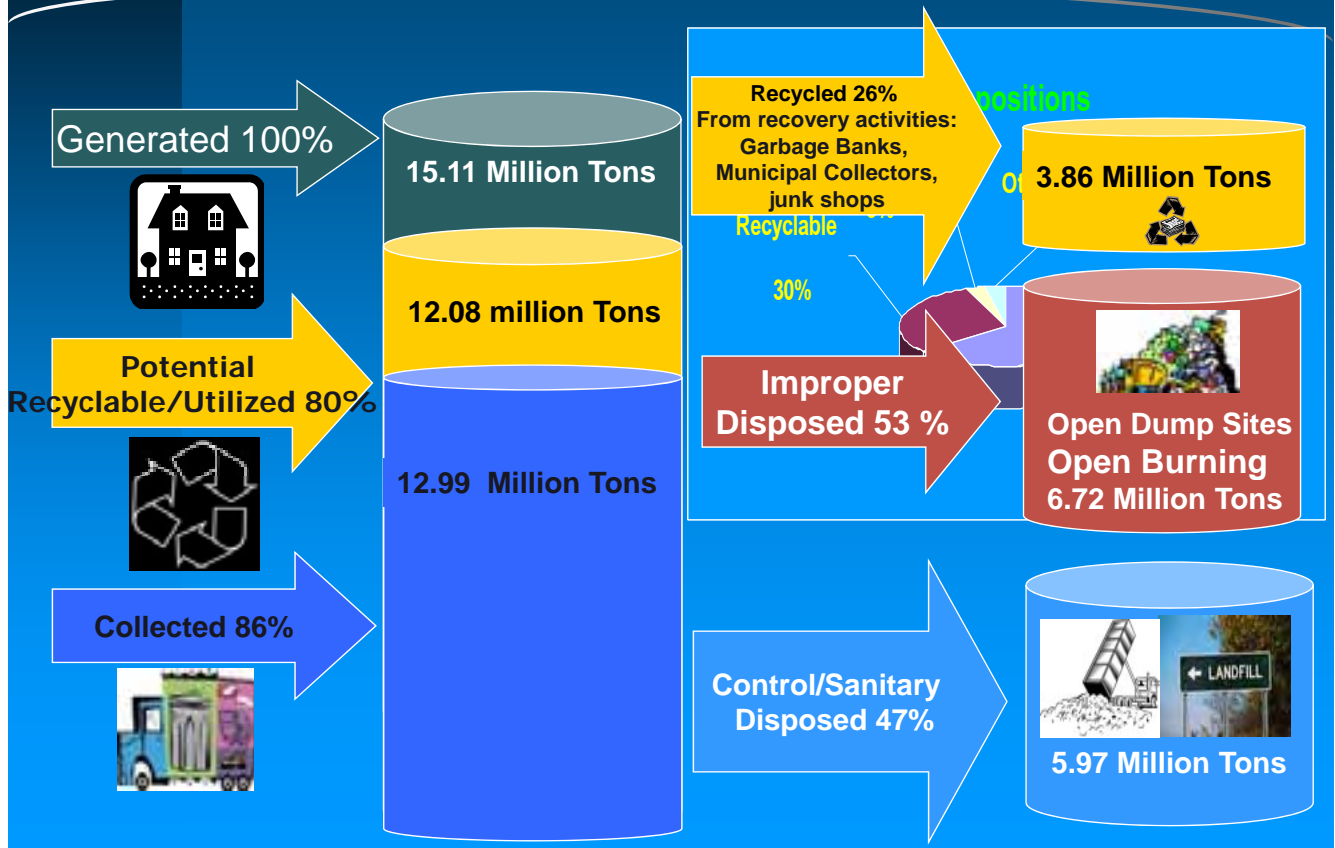 Generated 100%
15.11 Million Tons
Potential
Recyclable/Utilized 80%
12.08 million Tons
Collected 86%
12.99 Million Tons
Recycled 26%
From recovery activities:
Garbage Banks,
Municipal Collectors,
junk shops
3.86 Million Tons
Recyclable
30%
Improper
Disposed 53 %
Open Dump Sites
Open Burning
6.72 Million Tons
Control/Sanitary
Disposed 47%
LANDFILL
5.97 Million Tons